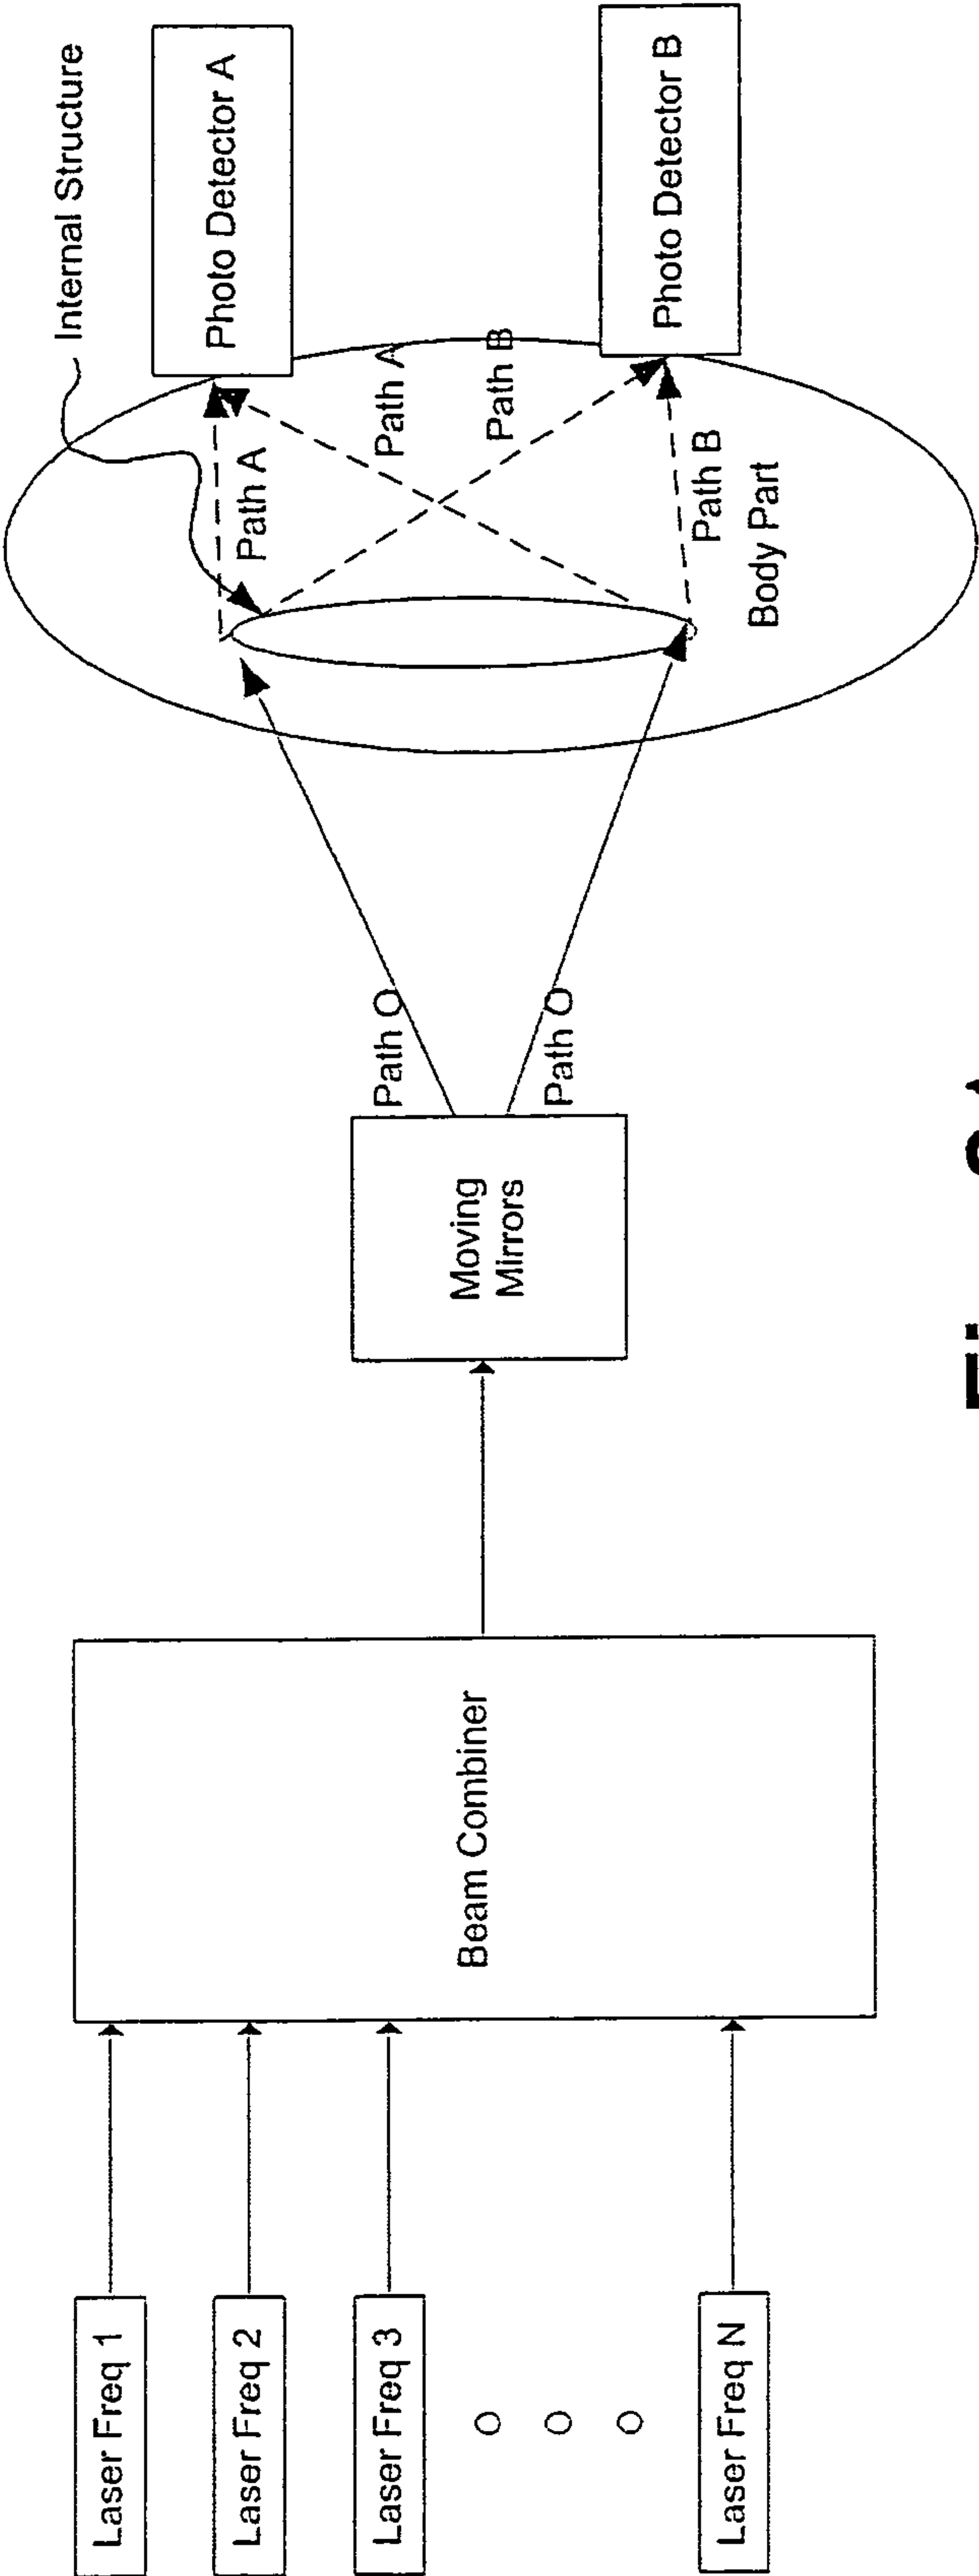 Laser Freq 1
Laser Freq 2
Laser Freq 3
Laser Freq N
Beam Combiner
Moving
Mirrors
Path O
Path O
Internal Structure
Path A
Path A
Path B
Path B
Body Part
Photo Detector A
Photo Detector B